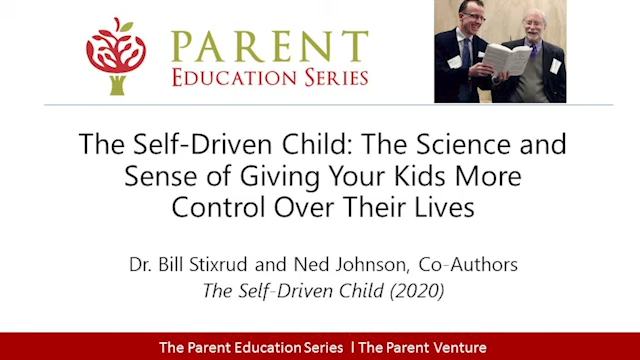 PARENT
EDUCATION SERIES
The Self-Driven Child: The Science and
Sense of Giving Your Kids More
Control Over Their Lives
Dr. Bill Stixrud and Ned Johnson, Co-Authors
The Self-Driven Child (2020)
The Parent Education Series l The Parent Venture